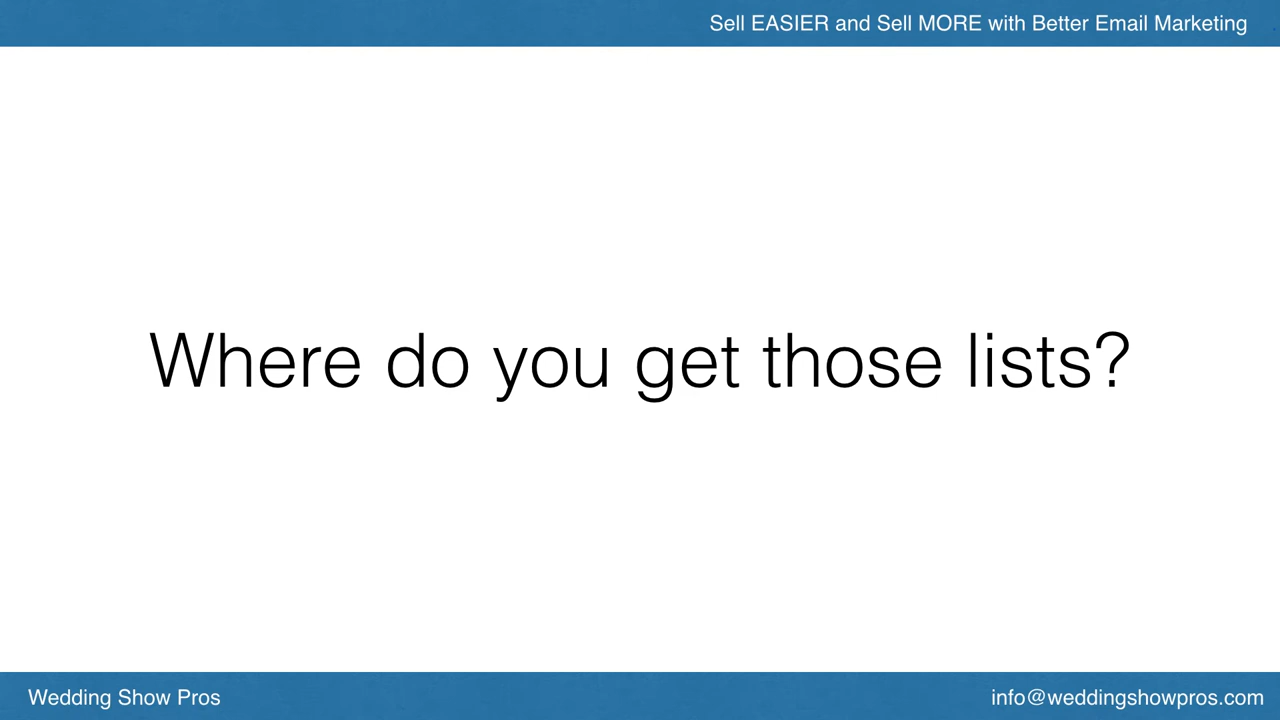 Sell EASIER and Sell MORE with Better Email Marketing
Where do you get those lists?
Wedding Show Pros
info@weddingshowpros.com